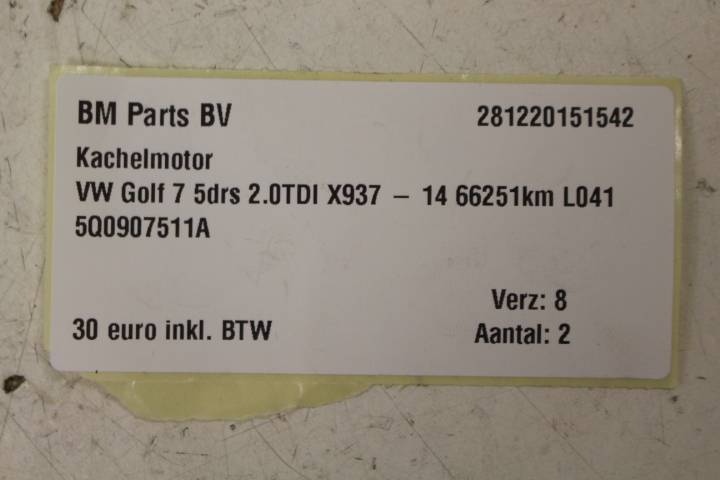 BM Parts BV 281220151542
Kachelmotor
VW Golf 7 5drs 2.0TDI X937 – 14 66251km L041
5Q0907511A
Verz: 8
30 euro inkl. BTW Aantal: 2